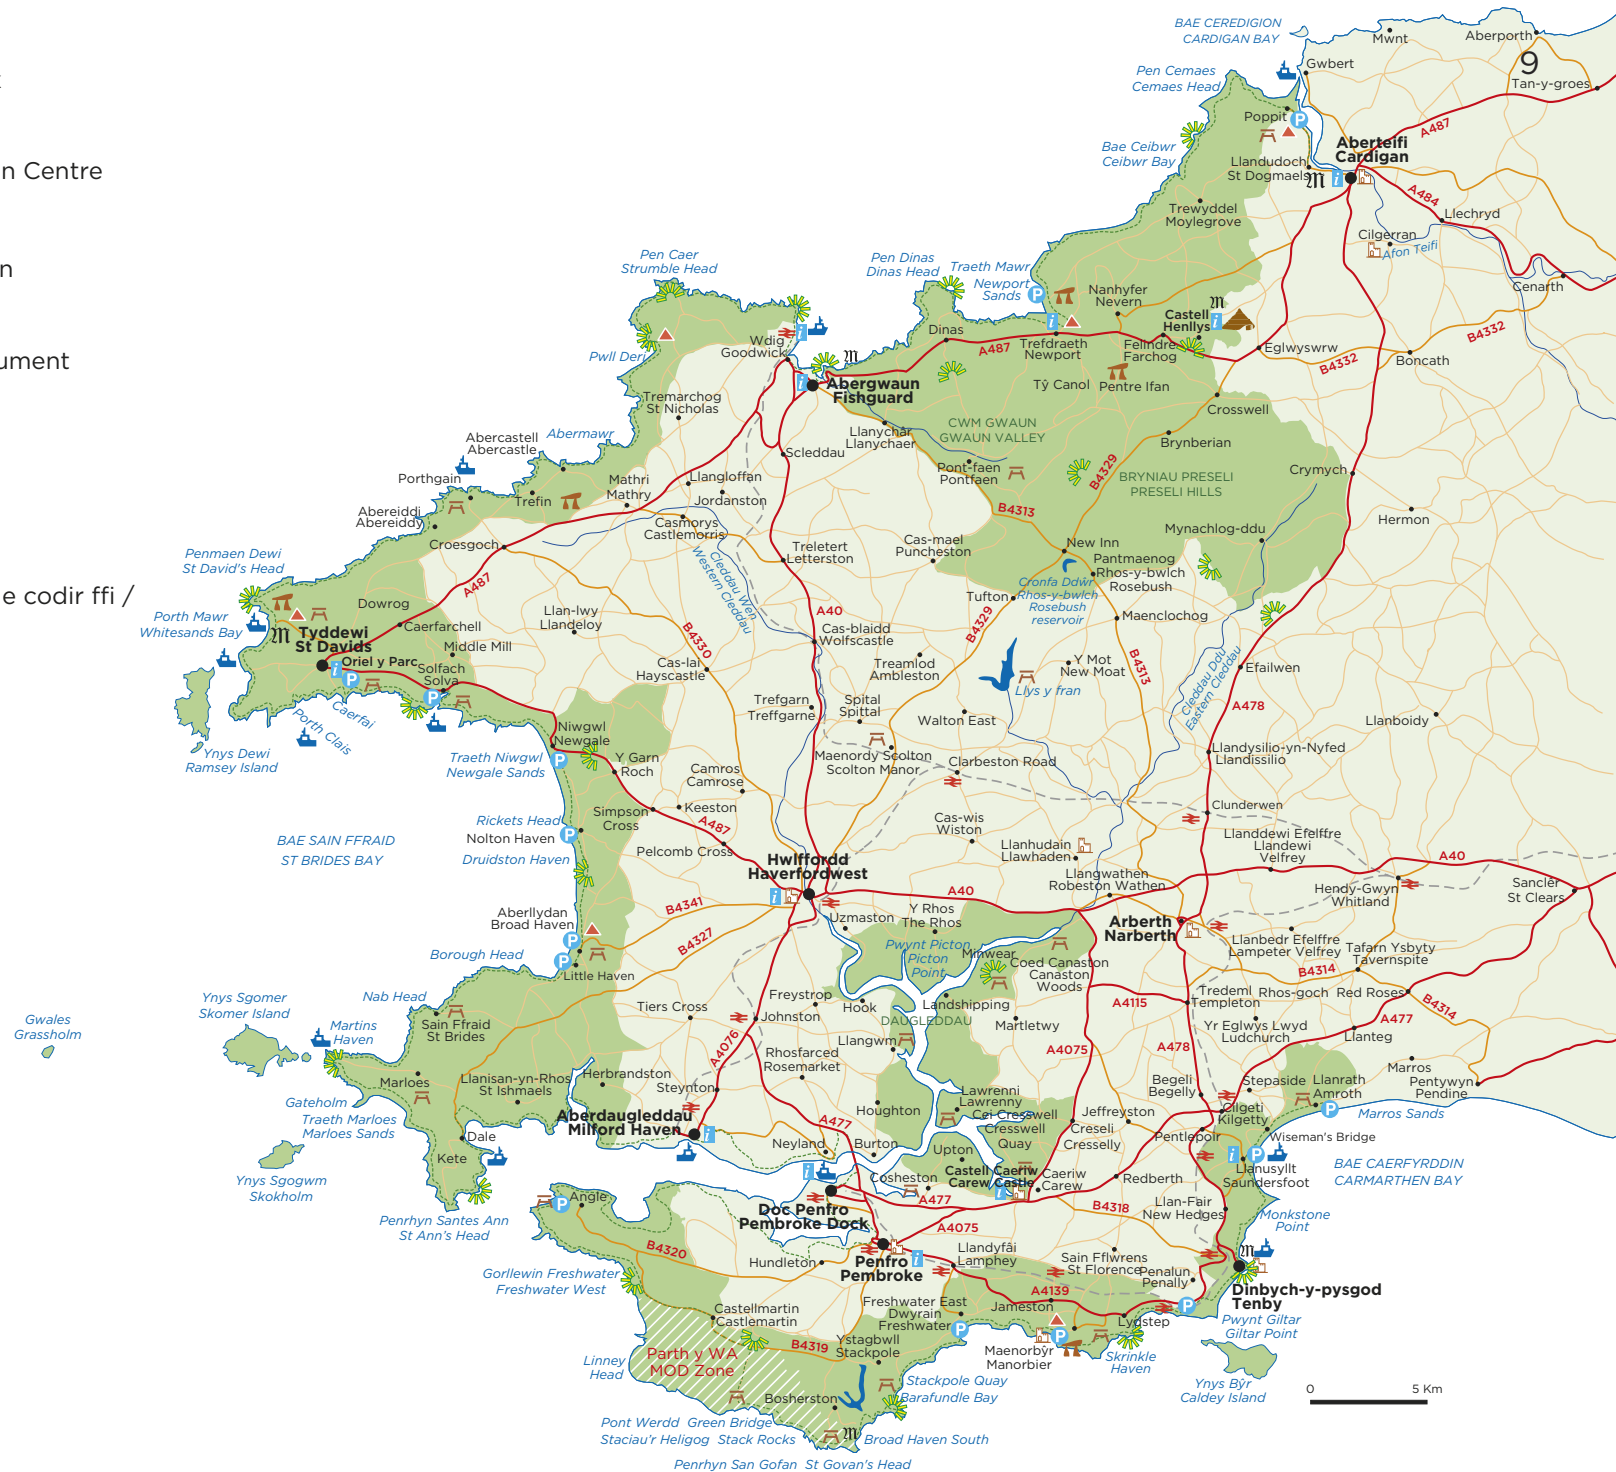 n Centre
n
ument
e codir ffi /
9
BAE CEREDIGION
CARDIGAN BAY
Mwnt
Aberporth
Gwbert
Tan-y-groes
Pen Cemaes
Cemaes Head
Poppit
A487
Aberteifi
Cardigan
Bae Ceibwr
Ceibwr Bay
Llandudoch
St Dogmaels
A484
Llechryd
Trewyddel
Moylegrove
Cilgerran
Afon Teifi
Cenarth
Pen Caer
Strumble Head
Pen Dinas
Dinas Head
Traeth Mawr
Newport
Sands
Nanhyfer
Nevern
Castell
Henllys
Dinas
A487
Trefdraeth
Newport
Felindre
Farchog
Eglwyswrw
B4332
B4332
Boncath
Wdig
Goodwick
Pwll Deri
Abergwaun
Fishguard
Tŷ Canol
Pentre Ifan
Crosswell
Tremarchog
St Nicholas
Llanychâr
Llanychaer
CWM GWAUN
GWAUN VALLEY
Brynberian
Abercastell
Abercastle
Abermawr
Scleddau
Pont-faen
Pontfaen
B4329
BRYNIAU PRESELI
PRESELI HILLS
Crymych
Porthgain
Trefin
Mathri
Mathry
Llangloffan
Jordanston
B4313
Hermon
Abereiddi
Abereiddy
Casmorys
Castlemorris
Mynachlog-ddu
Croesgoch
Treletert
Letterston
Cas-mael
Puncheston
New Inn
Pantmaenog
Rhos-y-bwlch
Rosebush
Penmaen Dewi
St David's Head
Cleddau Wen
Western Cleddau
Cronfa Ddŵr
Rhos-y-bwlch
Rosebush
reservoir
Tufton
A487
Dowrog
Llan-lwy
Llandeloy
A40
B4329
Maenclochog
Porth Mawr
Whitesands Bay
Tyddewi
St Davids
Caerfarchell
Middle Mill
B4330
Cas-blaidd
Wolfscastle
Oriel y Parc
Solfach
Solva
Cas-lai
Hayscastle
Treamlod
Ambleston
Y Mot
New Moat
B4313
Cleddau Ddu
Eastern Cleddau
Efailwen
Llys y fran
A478
Llanboidy
Trefgarn
Treffgarne
Spital
Spittal
Walton East
Caerfai
Porth Clais
Ynys Dewi
Ramsey Island
Niwgwl
Newgale
Traeth Niwgwl
Newgale Sands
Y Garn
Roch
Camros
Camrose
Maenordy Scolton
Scolton Manor
Clarbeston Road
Llandysilio-yn-Nyfed
Llandissilio
Simpson
Cross
Keeston
A487
Clunderwen
Rickets Head
Nolton Haven
Druidston Haven
BAE SAIN FFRAID
ST BRIDES BAY
Pelcomb Cross
Cas-wis
Wiston
Llanhudain
Llawhaden
Llanddewi Efelffre
Llandewi
Velfrey
Hwlffordd
Haverfordwest
A40
A40
Llangwathen
Robeston Wathen
Hendy-Gwyn
Whitland
Sanclêr
St Clears
B4341
B4327
Uzmaston
Y Rhos
The Rhos
Aberllydan
Broad Haven
Arberth
Narberth
Llanbedr Efelffre
Lampeter Velfrey
Tafarn Ysbyty
Tavernspite
Borough Head
Little Haven
Pwynt Picton
Picton
Point
Minwear
Coed Canaston
Canaston
Woods
B4314
Ynys Sgomer
Skomer Island
Nab Head
Sain Ffraid
St Brides
Tiers Cross
Freystrop
Johnston
Hook
Landshipping
DAUGLEDDAU
Martletwy
A4115
Tredeml
Templeton
Rhos-goch
Red Roses
B4314
A477
Gwales
Grassholm
Martins
Haven
A4076
Llangwm
A4075
A478
Yr Eglwys Lwyd
Ludchurch
Llanteg
Rhosfarced
Rosemarket
Marloes
Llanisan-yn-Rhos
St Ishmaels
Herbrandston
Steynton
Begeli
Begelly
Stepaside
Llanrath
Amroth
Marros
Pentywyn
Pendine
Marros Sands
Gateholm
Traeth Marloes
Marloes Sands
Aberdaugleddau
Milford Haven
A477
Houghton
Lawrenni
Lawrenny
Cei Cresswell
Cresswell
Quay
Jeffreyston
Creseli
Cresselly
Cilgeti
Kilgetty
Pentlepoir
Wiseman's Bridge
Dale
Kete
Neyland
Burton
Upton
Castell Caeriw
Carew Castle
Caeriw
Carew
Redberth
Llanusyllt
Saundersfoot
BAE CAERFYRDDIN
CARMARTHEN BAY
Ynys Sgogwm
Skokholm
Cosheston
A477
Angle
Doc Penfro
Pembroke Dock
A4075
B4318
Llan-Fair
New Hedges
Monkstone
Point
Penrhyn Santes Ann
St Ann's Head
B4320
Hundleton
Penfro
Pembroke
Llandyfâi
Lamphey
Sain Fflwrens
St Florence
Penalun
Penally
Dinbych-y-pysgod
Tenby
Gorllewin Freshwater
Freshwater West
Castellmartin
Castlemartin
Freshwater East
Dwyrain
Freshwater
A4139
Jameston
Lydstep
Pwynt Giltar
Giltar Point
B4319
Ystagbwll
Stackpole
Maenorbŷr
Manorbier
Skrinkle
Haven
Linney
Head
Parth y WA
MOD Zone
Bosherston
Stackpole Quay
Barafundle Bay
Ynys Bŷr
Caldey Island
0
5 Km
Pont Werdd Green Bridge
Staciau'r Heligog Stack Rocks
Broad Haven South
Penrhyn San Gofan St Govan's Head